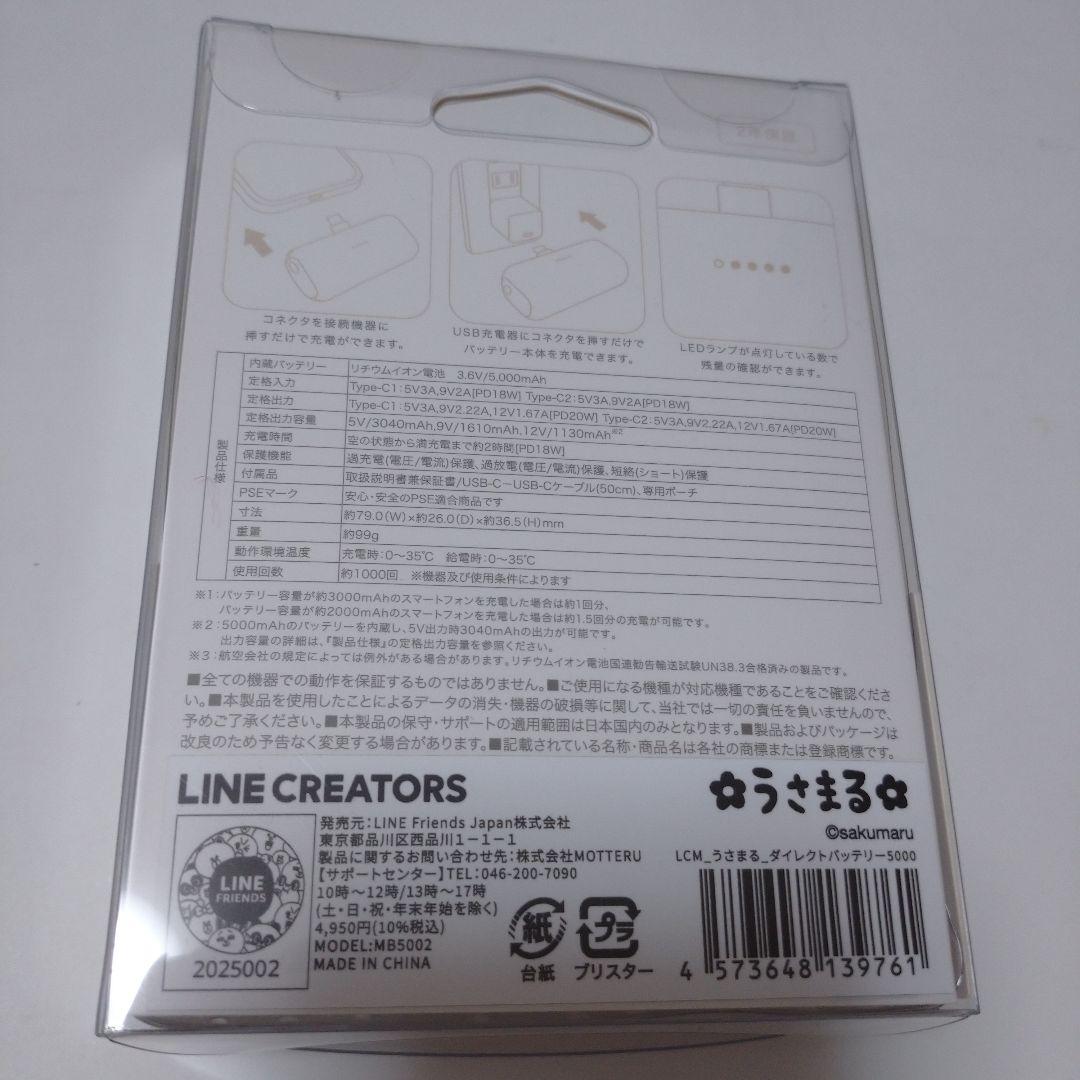 2年保証
コネクタを接続機器に
挿すだけで充電ができます。
USB充電器にコネクタを挿すだけで
バッテリー本体を充電できます。
LEDランプが点灯している数で
残量の確認ができます。
製品仕様
内蔵バッテリー リチウムイオン電池 3.6V/5,000mAh
定格入力 Type-C1:5V3A,9V2A[PD18W] Type-C2:5V3A,9V2A[PD18W]
定格出力 Type-C1:5V3A,9V2.22A,12V1.67A[PD20W] Type-C2:5V3A,9V2.22A,12V1.67A[PD20W]
定格出力容量 5V/3040mAh,9V/1610mAh,12V/1130mAh※2
充電時間 空の状態から満充電まで約2時間[PD18W]
保護機能 過充電(電圧/電流)保護、過放電(電圧/電流)保護、短絡(ショート)保護
付属品 取扱説明書兼保証書/USB-C-USB-Cケーブル(50cm)、専用ポーチ
PSEマーク 安心・安全のPSE適合商品です
寸法 約79.0(W)×約26.0(D)×約36.5(H)mm
重量 約99g
動作環境温度 充電時:0~35℃ 給電時:0~35℃
使用回数 約1000回 ※機器及び使用条件によります
※1:バッテリー容量が約3000mAhのスマートフォンを充電した場合は約1回分、
バッテリー容量が約2000mAhのスマートフォンを充電した場合は約1.5回分の充電が可能です。
※2:5000mAhのバッテリーを内蔵し、5V出力時3040mAhの出力が可能です。
出力容量の詳細は、『製品仕様』の定格出力容量を参照ください。
※3:航空会社の規定によっては例外がある場合があります。リチウムイオン電池国連勧告輸送試験UN38.3合格済みの製品です。
■全ての機器での動作を保証するものではありません。■ご使用になる機種が対応機種であることをご確認くださ
い。■本製品を使用したことによるデータの消失・機器の破損等に関して、当社では一切の責任を負いませんので、
予めご了承ください。■本製品の保守・サポートの適用範囲は日本国内のみとなります。■製品およびパッケージは
改良のため予告なく変更する場合があります。■記載されている名称・商品名は各社の商標または登録商標です。
LINE CREATORS
うさまる
©sakumaru
LINE
FRIENDS
2025002
発売元:LINE Friends Japan株式会社
東京都品川区西品川1-1-1
製品に関するお問い合わせ先:株式会社MOTTERU
【サポートセンター】TEL:046-200-7090
10時~12時/13時~17時
(土・日・祝・年末年始を除く)
4,950円(10%税込)
MODEL:MB5002
MADE IN CHINA
紙
台紙
プラ
ブリスター
LCM_うさまる_ダイレクトバッテリー5000
4 573648 139761